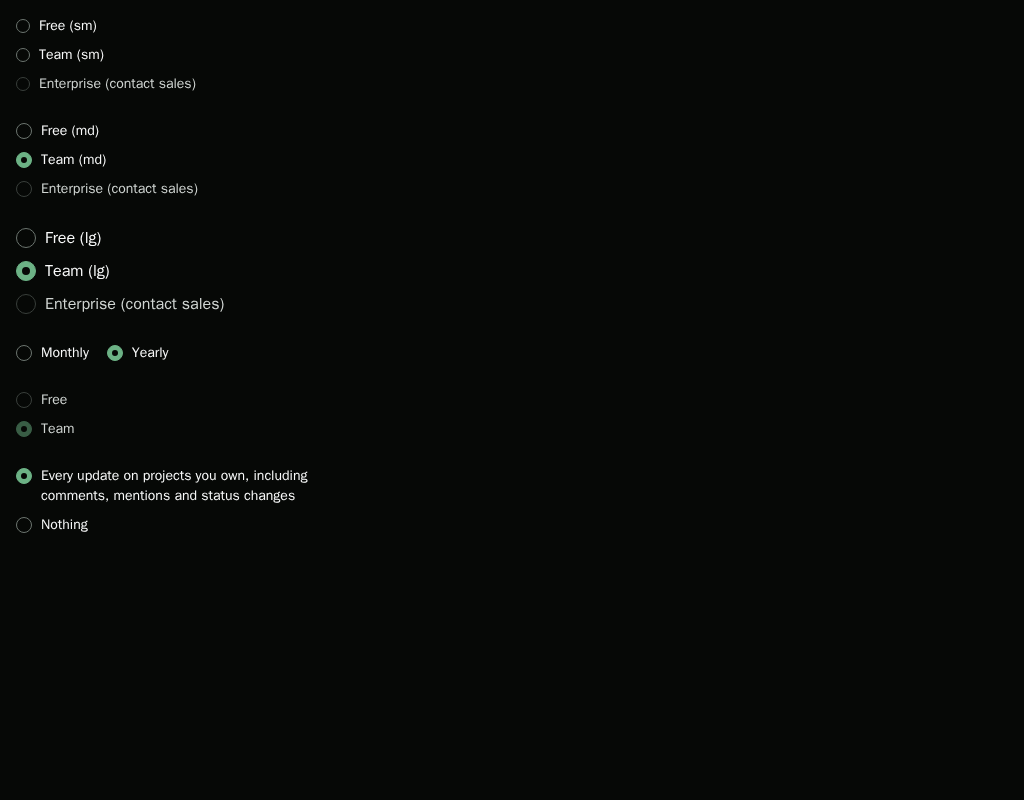 Free (sm)
Team (sm)
Enterprise (contact sales)
Free (md)
Team (md)
Enterprise (contact sales)
Free (lg)
Team (lg)
Enterprise (contact sales)
Monthly Yearly
Free
Team
Every update on projects you own, including
comments, mentions and status changes
Nothing